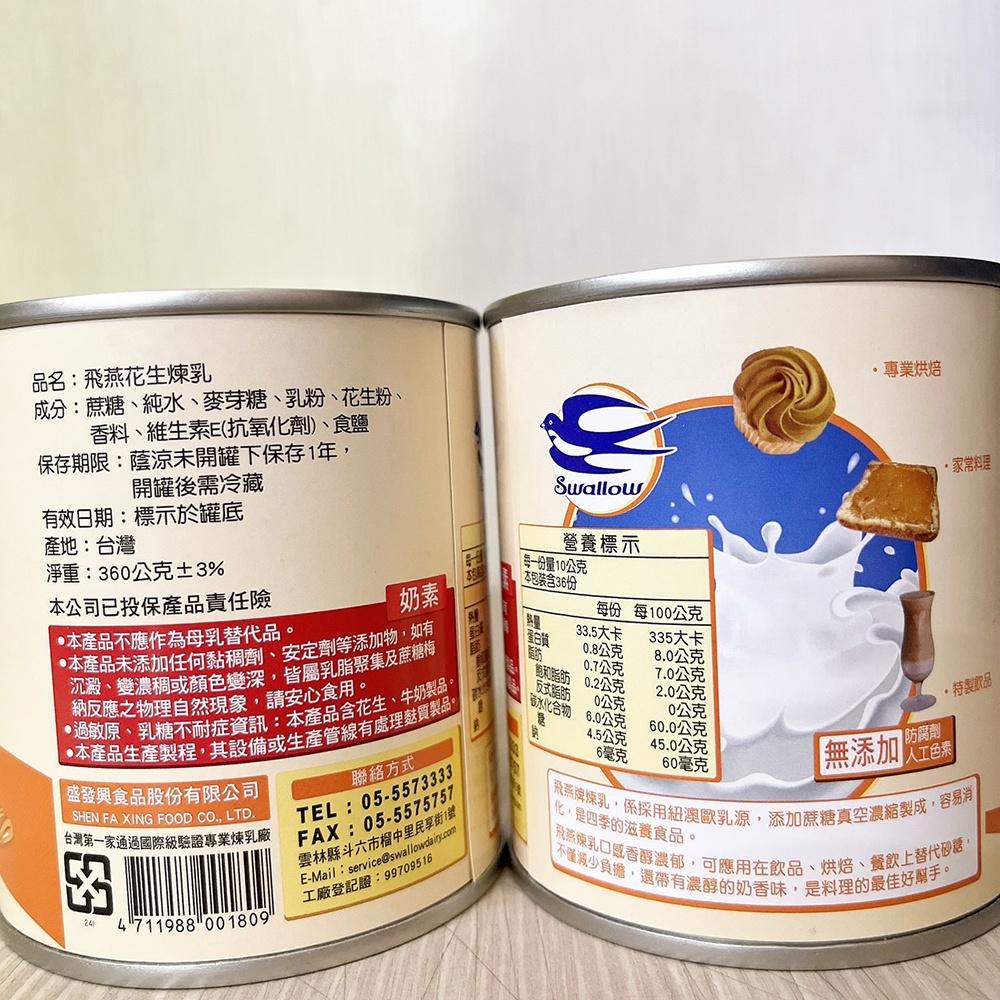 品名：飛燕花生煉乳
成分：蔗糖、純水、麥芽糖、乳粉、花生粉、
香料、維生素E(抗氧化劑)、食鹽
保存期限：蔭涼未開罐下保存1年，
開罐後需冷藏
有效日期：標示於罐底
產地：台灣
淨重：360公克±3%
本公司已投保產品責任險
奶素
•本產品不應作為母乳替代品。
•本產品未添加任何黏稠劑、安定劑等添加物，如有
沉澱、變濃稠或顏色變深，皆屬乳脂聚集及蔗糖梅
納反應之物理自然現象，請安心食用。
•過敏原、乳糖不耐症資訊：本產品含花生、牛奶製品。
•本產品生產製程，其設備或生產管線有處理麩質製品。
盛發興食品股份有限公司
SHEN FA XING FOOD CO., LTD.
台灣第一家通過國際級驗證專業煉乳廠
24I
4 711988 001809
聯絡方式
TEL：05-5573333
FAX：05-5575757
雲林縣斗六市榴中里民享街1號
E-Mail：service@swallowdairy.com
工廠登記證：99709516
Swallow
•專業烘焙
•家常料理
•特製飲品
營養標示
每一份量10公克
本包裝含36份
每份 每100公克
熱量 33.5大卡 335大卡
蛋白質 0.8公克 8.0公克
脂肪 0.7公克 7.0公克
飽和脂肪 0.2公克 2.0公克
反式脂肪 0公克 0公克
碳水化合物 6.0公克 60.0公克
糖 4.5公克 45.0公克
鈉 6毫克 60毫克
無添加 防腐劑
人工色素
飛燕牌煉乳，係採用紐澳歐乳源，添加蔗糖真空濃縮製成，容易消
化，是四季的滋養食品。
飛燕煉乳口感香醇濃郁，可應用在飲品、烘焙、餐飲上替代砂糖，
不僅減少負擔，還帶有濃醇的奶香味，是料理的最佳好幫手。